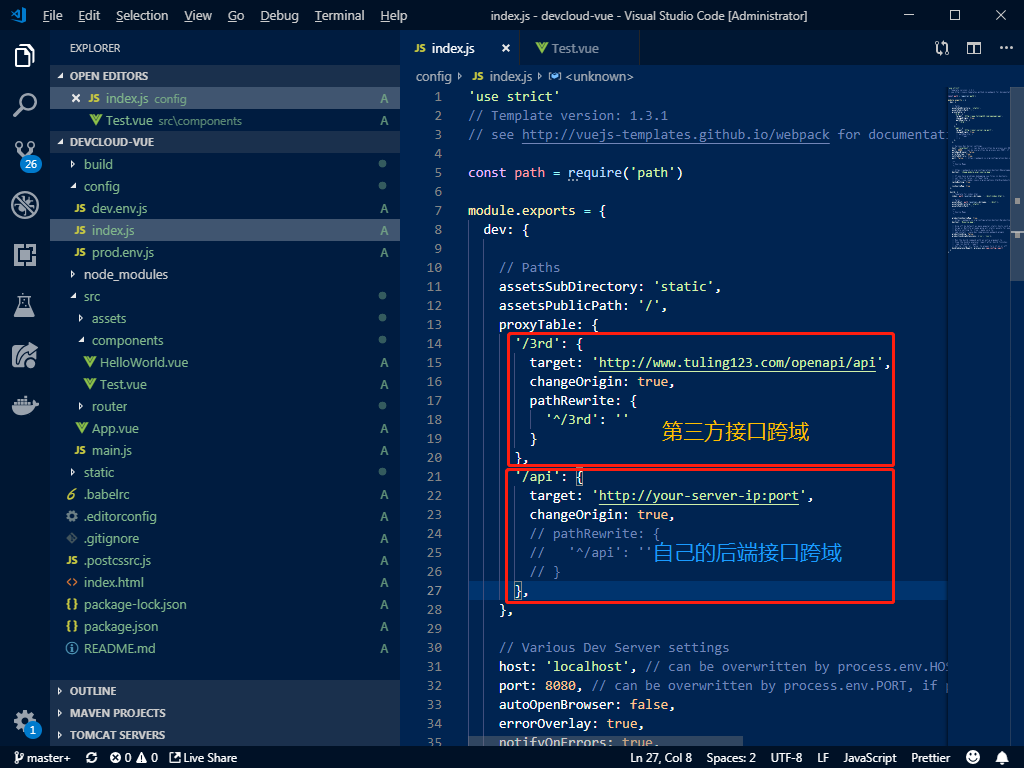 File Edit Selection View Go Debug Terminal Help index.js - devcloud-vue - Visual Studio Code [Administrator]
EXPLORER
OPEN EDITORS
JS index.js config A
Test.vue src\components A
DEVCLOUD-VUE
build
config
JS dev.env.js A
JS index.js A
JS prod.env.js A
node_modules
src
assets
components
HelloWorld.vue A
Test.vue A
router
App.vue A
JS main.js A
static
.babelrc A
.editorconfig A
.gitignore A
JS .postcssrc.js A
<> index.html A
{} package-lock.json A
{} package.json A
README.md A
OUTLINE
MAVEN PROJECTS
TOMCAT SERVERS
26
1
JS index.js Test.vue
config JS index.js <unknown>
1 'use strict'
2 // Template version: 1.3.1
3 // see http://vuejs-templates.github.io/webpack for documentat
4
5 const path = require('path')
6
7 module.exports = {
8 dev: {
9
10 // Paths
11 assetsSubDirectory: 'static',
12 assetsPublicPath: '/',
13 proxyTable: {
14 '/3rd': {
15 target: 'http://www.tuling123.com/openapi/api',
16 changeOrigin: true,
17 pathRewrite: {
18 '^/3rd': ''
第三方接口跨域
19 }
20 },
21 '/api': {
22 target: 'http://your-server-ip:port',
23 changeOrigin: true,
24 // pathRewrite: {
25 // '^/api': ''
自己的后端接口跨域
26 // }
27 },
28 },
29
30 // Various Dev Server settings
31 host: 'localhost', // can be overwritten by process.env.HOS
32 port: 8080, // can be overwritten by process.env.PORT, if p
33 autoOpenBrowser: false,
34 errorOverlay: true,
35 notifyOnErrors: true,
master+ 0 0 Live Share Ln 27, Col 8 Spaces: 2 UTF-8 LF JavaScript Prettier